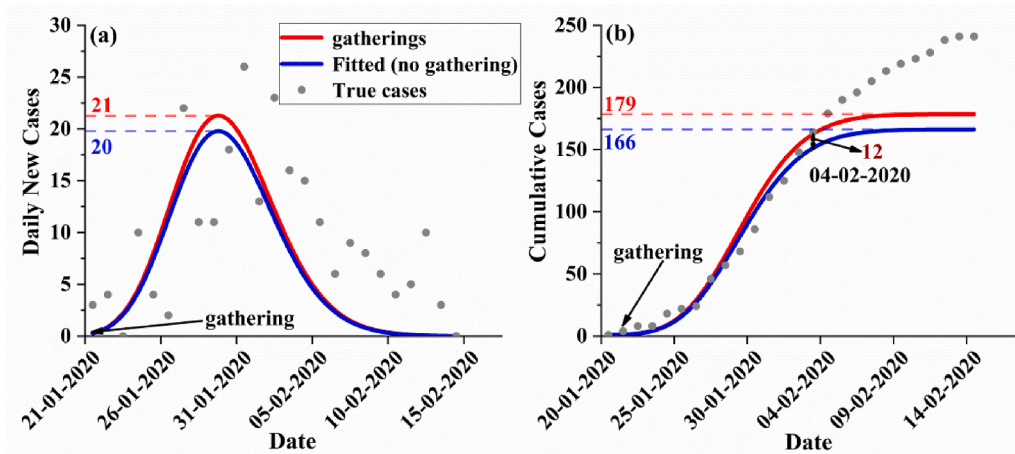 (a)
gatherings
Fitted (no gathering)
True cases
Daily New Cases
30
25
20
15
10
5
0
21
20
gathering
21-01-2020
26-01-2020
31-01-2020
05-02-2020
10-02-2020
15-02-2020
Date
(b)
Cumulative Cases
250
200
150
100
50
0
179
166
12
04-02-2020
gathering
20-01-2020
25-01-2020
30-01-2020
04-02-2020
09-02-2020
14-02-2020
Date